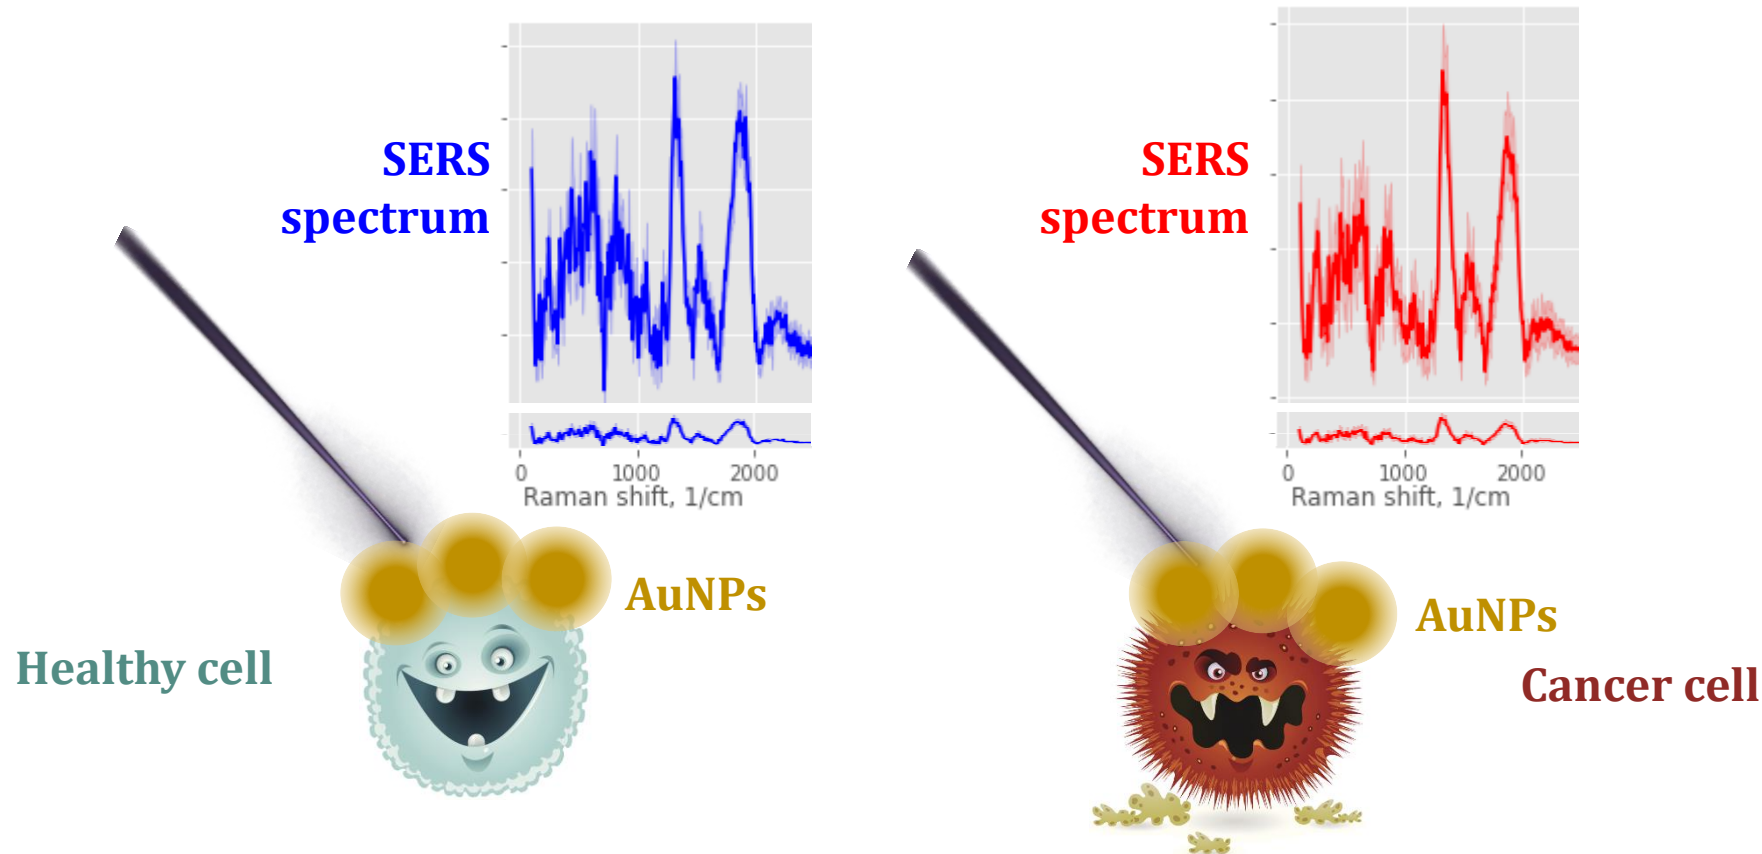 SERS
spectrum
0 1000 2000
Raman shift, 1/cm
AuNPs
Healthy cell
SERS
spectrum
0 1000 2000
Raman shift, 1/cm
AuNPs
Cancer cell